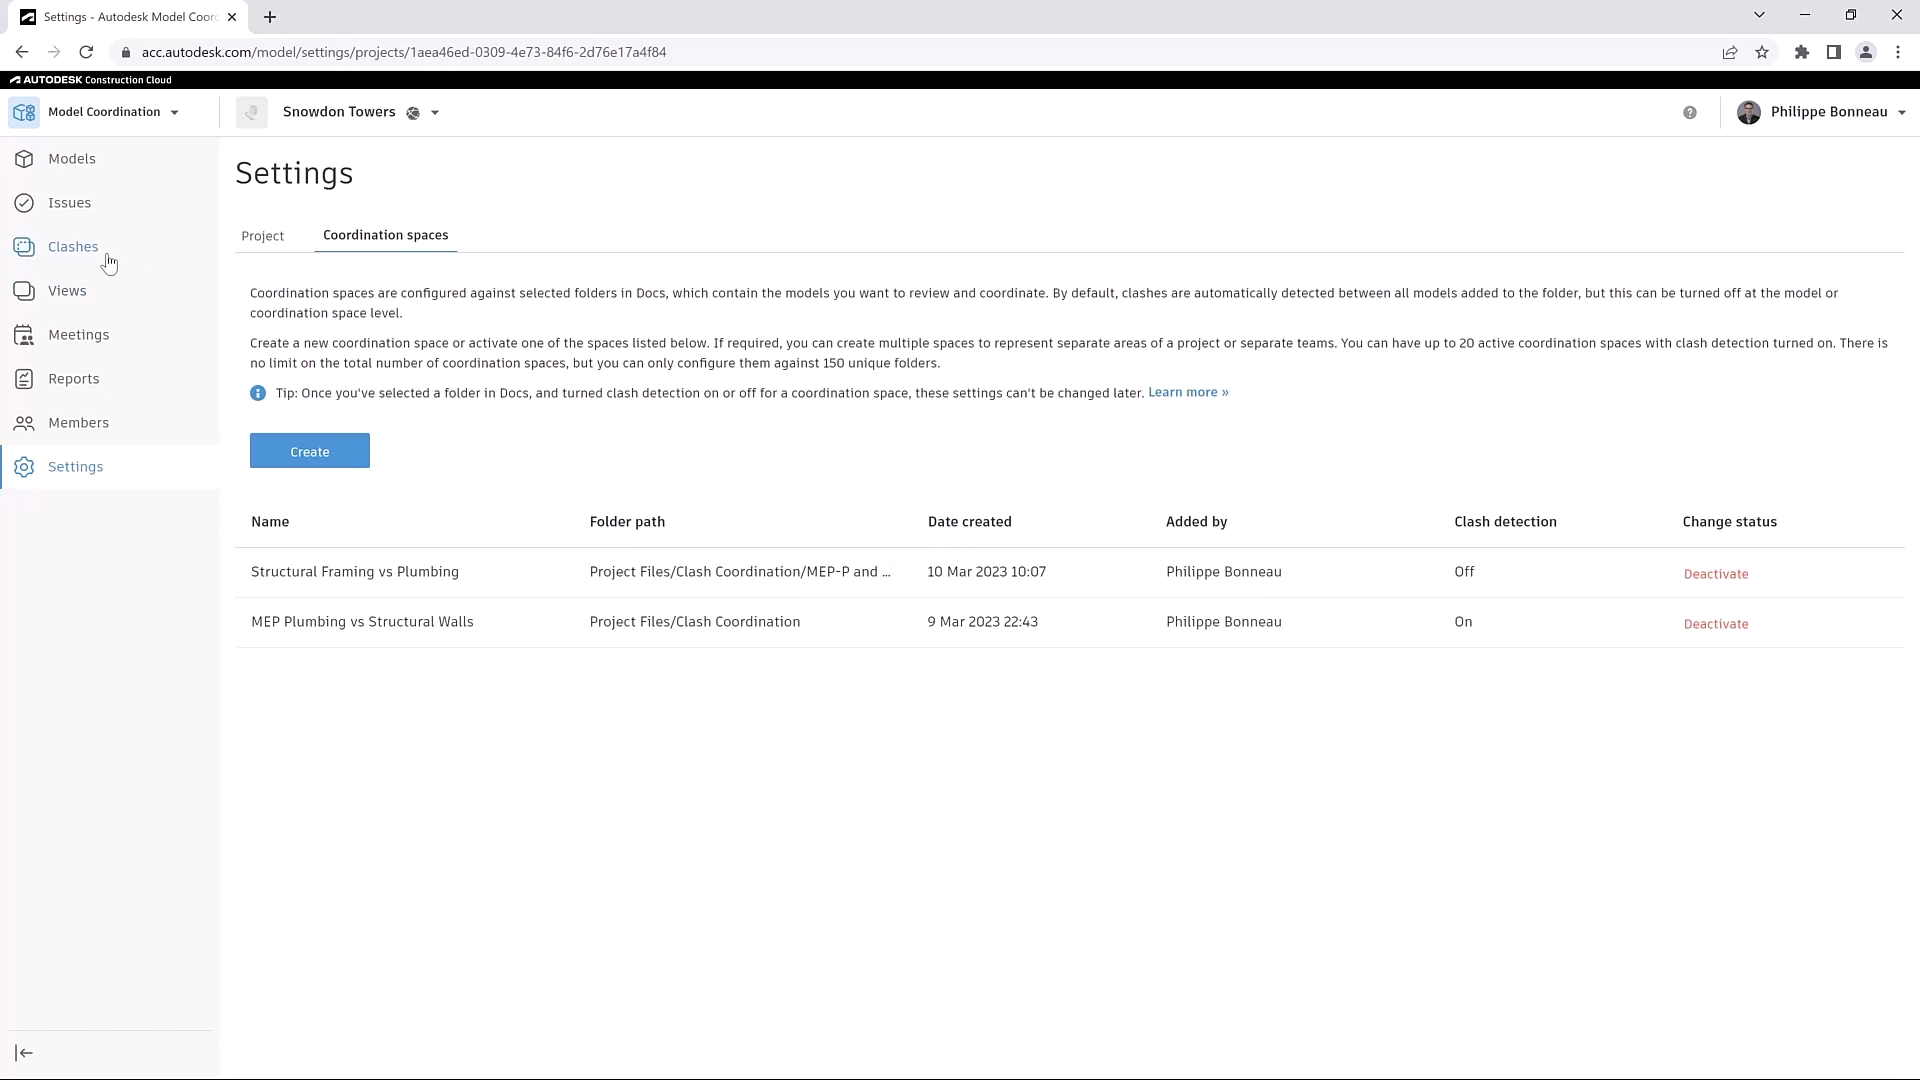 Settings - Autodesk Model Coor
acc.autodesk.com/model/settings/projects/1aea46ed-0309-4e73-84f6-2d76e17a4f84
AUTODESK Construction Cloud
Model Coordination
Snowdon Towers
Philippe Bonneau
Models
Issues
Clashes
Views
Meetings
Reports
Members
Settings
Settings
Project
Coordination spaces
Coordination spaces are configured against selected folders in Docs, which contain the models you want to review and coordinate. By default, clashes are automatically detected between all models added to the folder, but this can be turned off at the model or
coordination space level.
Create a new coordination space or activate one of the spaces listed below. If required, you can create multiple spaces to represent separate areas of a project or separate teams. You can have up to 20 active coordination spaces with clash detection turned on. There is
no limit on the total number of coordination spaces, but you can only configure them against 150 unique folders.
Tip: Once you've selected a folder in Docs, and turned clash detection on or off for a coordination space, these settings can't be changed later. Learn more »
Create
Name Folder path Date created Added by Clash detection Change status
Structural Framing vs Plumbing Project Files/Clash Coordination/MEP-P and ... 10 Mar 2023 10:07 Philippe Bonneau Off Deactivate
MEP Plumbing vs Structural Walls Project Files/Clash Coordination 9 Mar 2023 22:43 Philippe Bonneau On Deactivate